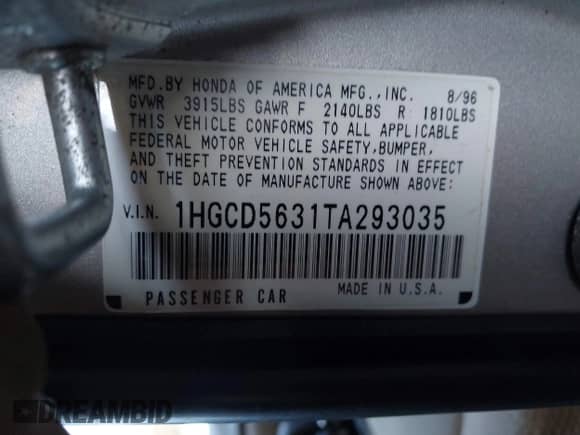 MFD.BY HONDA OF AMERICA MFG.,INC. 8/96
GVWR 3915LBS GAWR F 2140LBS R 1810LBS
THIS VEHICLE CONFORMS TO ALL APPLICABLE
FEDERAL MOTOR VEHICLE SAFETY,BUMPER,
AND THEFT PREVENTION STANDARDS IN EFFECT
ON THE DATE OF MANUFACTURE SHOWN ABOVE:
V.I.N. 1HGCD5631TA293035
PASSENGER CAR MADE IN U.S.A.
DREAMBID